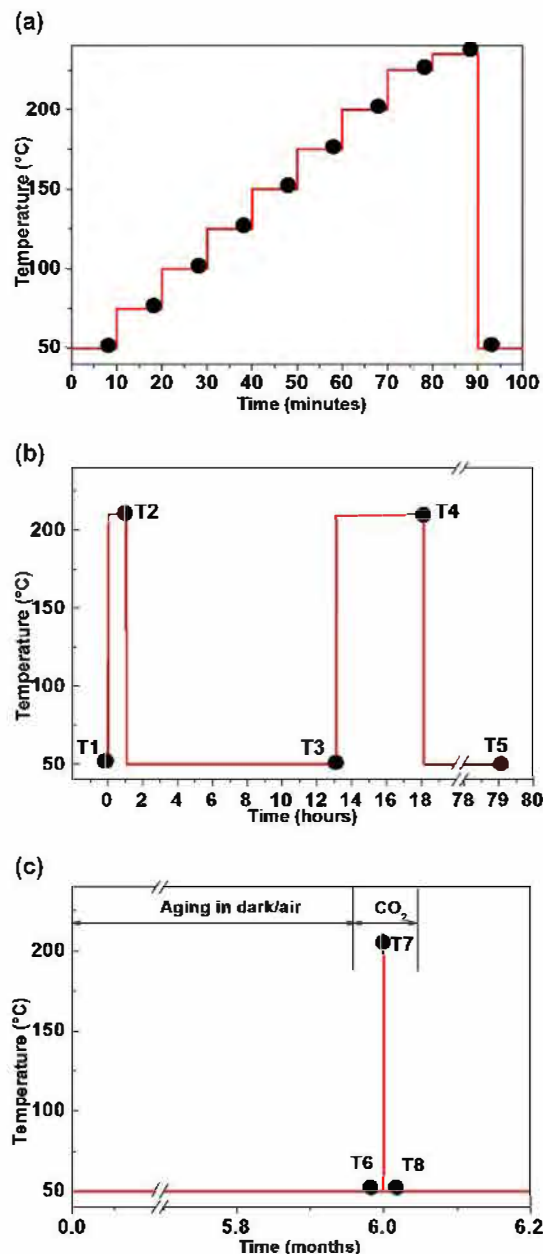 (a)
200
150
100
50
Temperature (°C)
0 10 20 30 40 50 60 70 80 90 100
Time (minutes)
(b)
200
150
100
50
Temperature (°C)
T2
T4
T1
T3
T5
0 2 4 6 8 10 12 14 16 18 78 79 80
Time (hours)
(c)
Aging in dark/air
CO₂
T7
200
150
100
50
Temperature (°C)
T6
T8
0.0 5.8 6.0 6.2
Time (months)